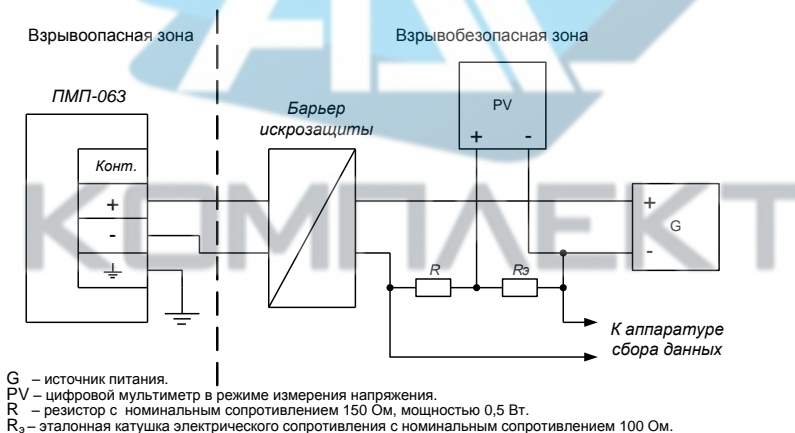 Взрывоопасная зона
Взрывобезопасная зона
ПМП-063
Барьер
искрозащиты
PV
+ -
Конт.
+
-
+
G
-
R
Rэ
К аппаратуре
сбора данных
КОМПЛЕКТ
G – источник питания.
PV – цифровой мультиметр в режиме измерения напряжения.
R – резистор с номинальным сопротивлением 150 Ом, мощностью 0,5 Вт.
Rэ – эталонная катушка электрического сопротивления с номинальным сопротивлением 100 Ом.